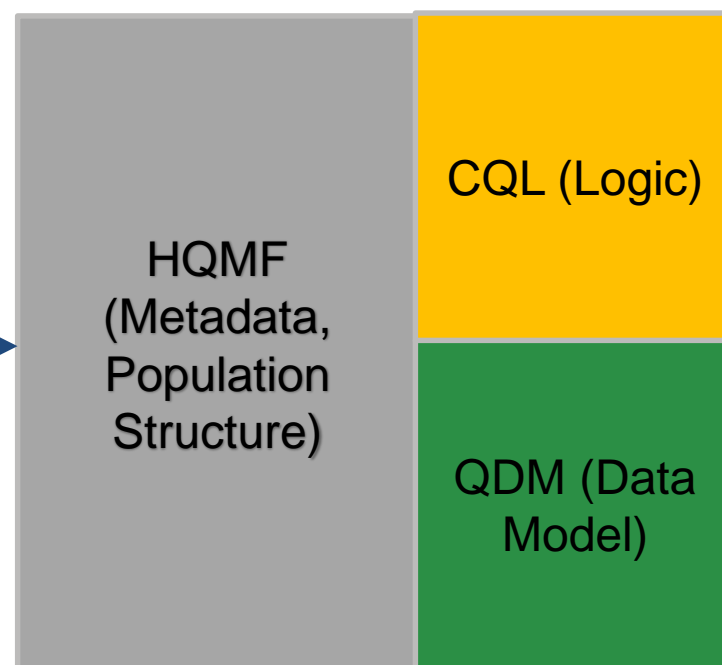 HQMF
(Metadata,
Population
Structure)
CQL (Logic)
QDM (Data
Model)